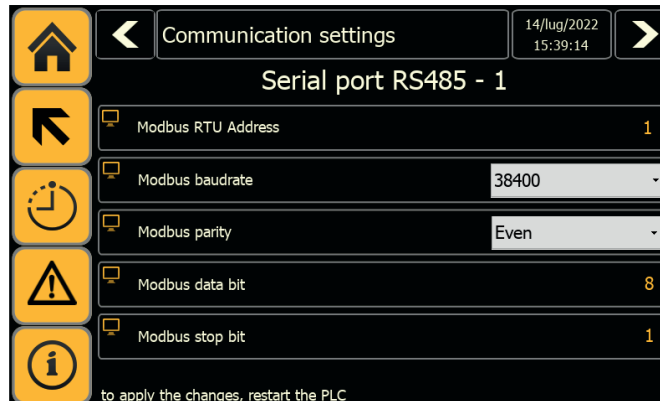 Communication settings
14/lug/2022
15:39:14
Serial port RS485 - 1
Modbus RTU Address 1
Modbus baudrate 38400
Modbus parity Even
Modbus data bit 8
Modbus stop bit 1
to apply the changes, restart the PLC